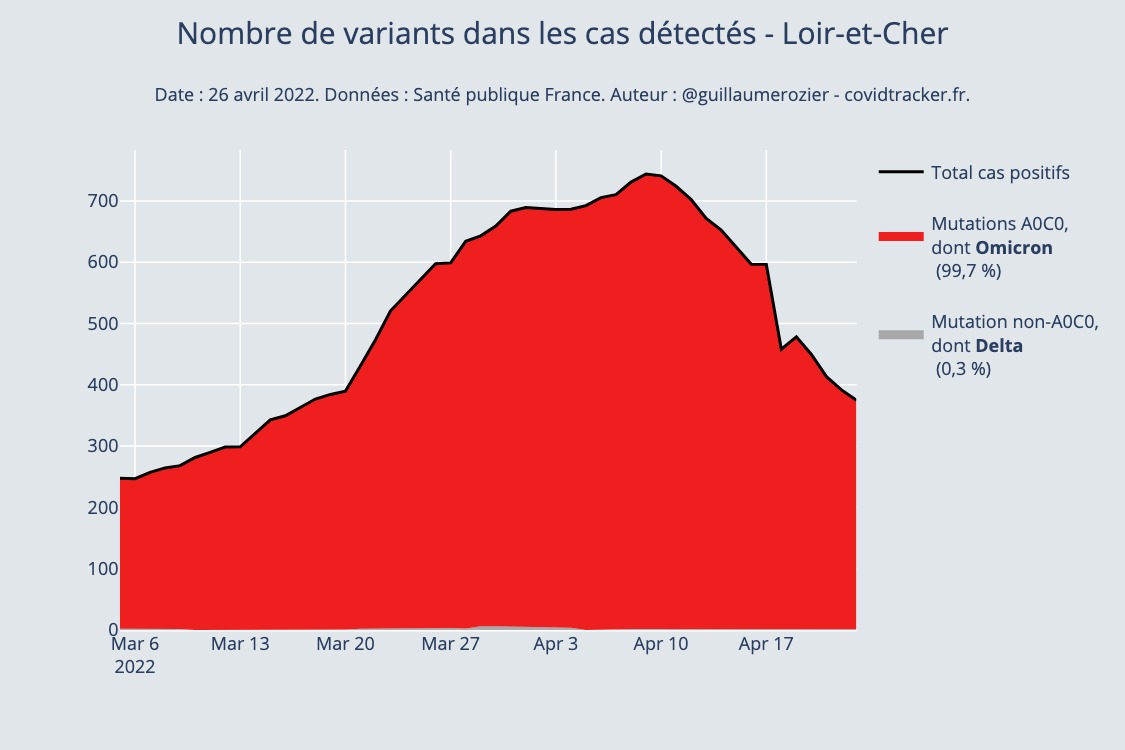 Nombre de variants dans les cas détectés - Loir-et-Cher
Date : 26 avril 2022. Données : Santé publique France. Auteur : @guillaumerozier - covidtracker.fr.
Total cas positifs
Mutations A0C0,
dont Omicron
(99,7 %)
Mutation non-A0C0,
dont Delta
(0,3 %)
700
600
500
400
300
200
100
0
Mar 6 Mar 13 Mar 20 Mar 27 Apr 3 Apr 10 Apr 17
2022